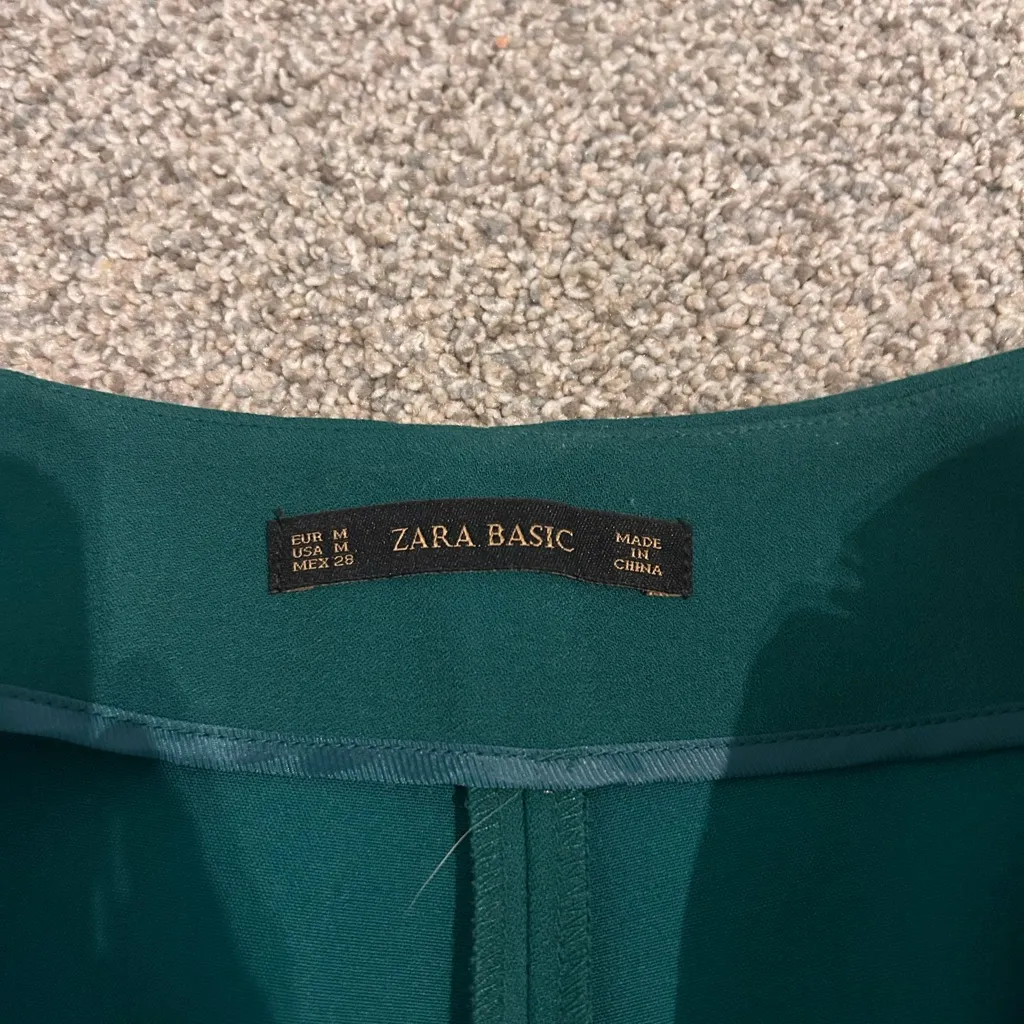 EUR M
USA M
MEX 28
ZARA BASIC
MADE
IN
CHINA